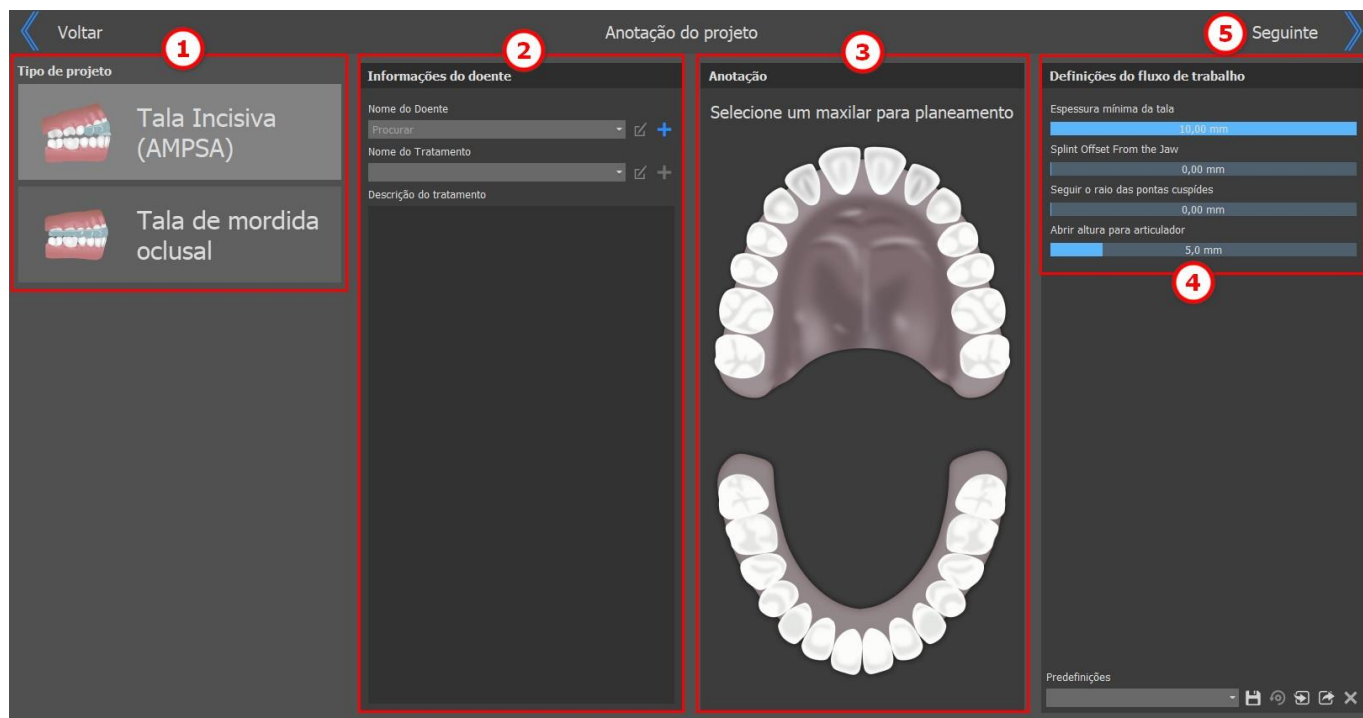 Voltar
Anotação do projeto
5
Seguinte
1
2
3
Tipo de projeto
Tala Incisiva
(AMPSA)
Tala de mordida
oclusal
Informações do doente
Nome do Doente
Procurar
Nome do Tratamento
Descrição do tratamento
Anotação
Selecione um maxilar para planeamento
Definições do fluxo de trabalho
Espessura mínima da tala
10,00 mm
Splint Offset From the Jaw
0,00 mm
Seguir o raio das pontas cuspídes
0,00 mm
Abrir altura para articulador
5,0 mm
4
Predefinições